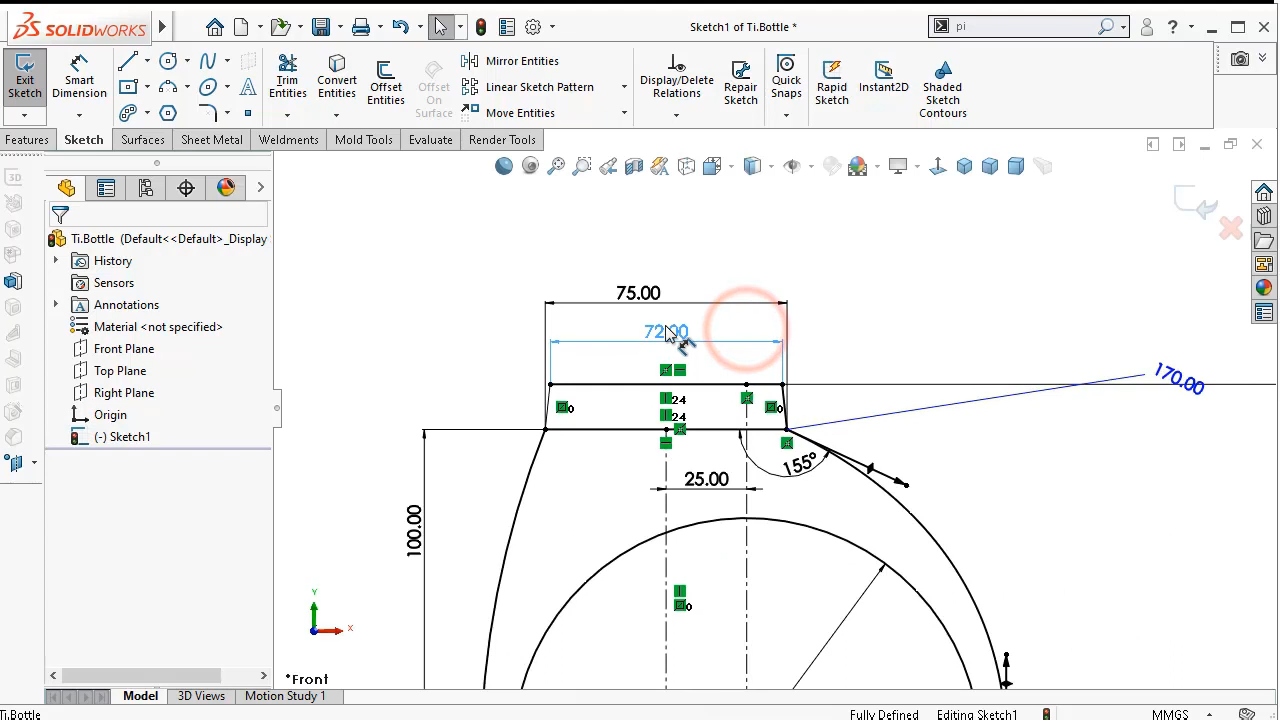 SOLIDWORKS
Sketch1 of Ti.Bottle *
pi
Exit Sketch
Smart Dimension
Trim Entities
Convert Entities
Offset Entities
Offset On Surface
Mirror Entities
Linear Sketch Pattern
Move Entities
Display/Delete Relations
Repair Sketch
Quick Snaps
Rapid Sketch
Instant2D
Shaded Sketch Contours
Features
Sketch
Surfaces
Sheet Metal
Weldments
Mold Tools
Evaluate
Render Tools
Ti.Bottle (Default<<Default>_Display
History
Sensors
Annotations
Material <not specified>
Front Plane
Top Plane
Right Plane
Origin
(-) Sketch1
75.00
72.00
170.00
0
24
0
24
155°
25.00
100.00
0
Y
X
*Front
Model
3D Views
Motion Study 1
Ti.Bottle
Fully Defined
Editing Sketch1
MMGS